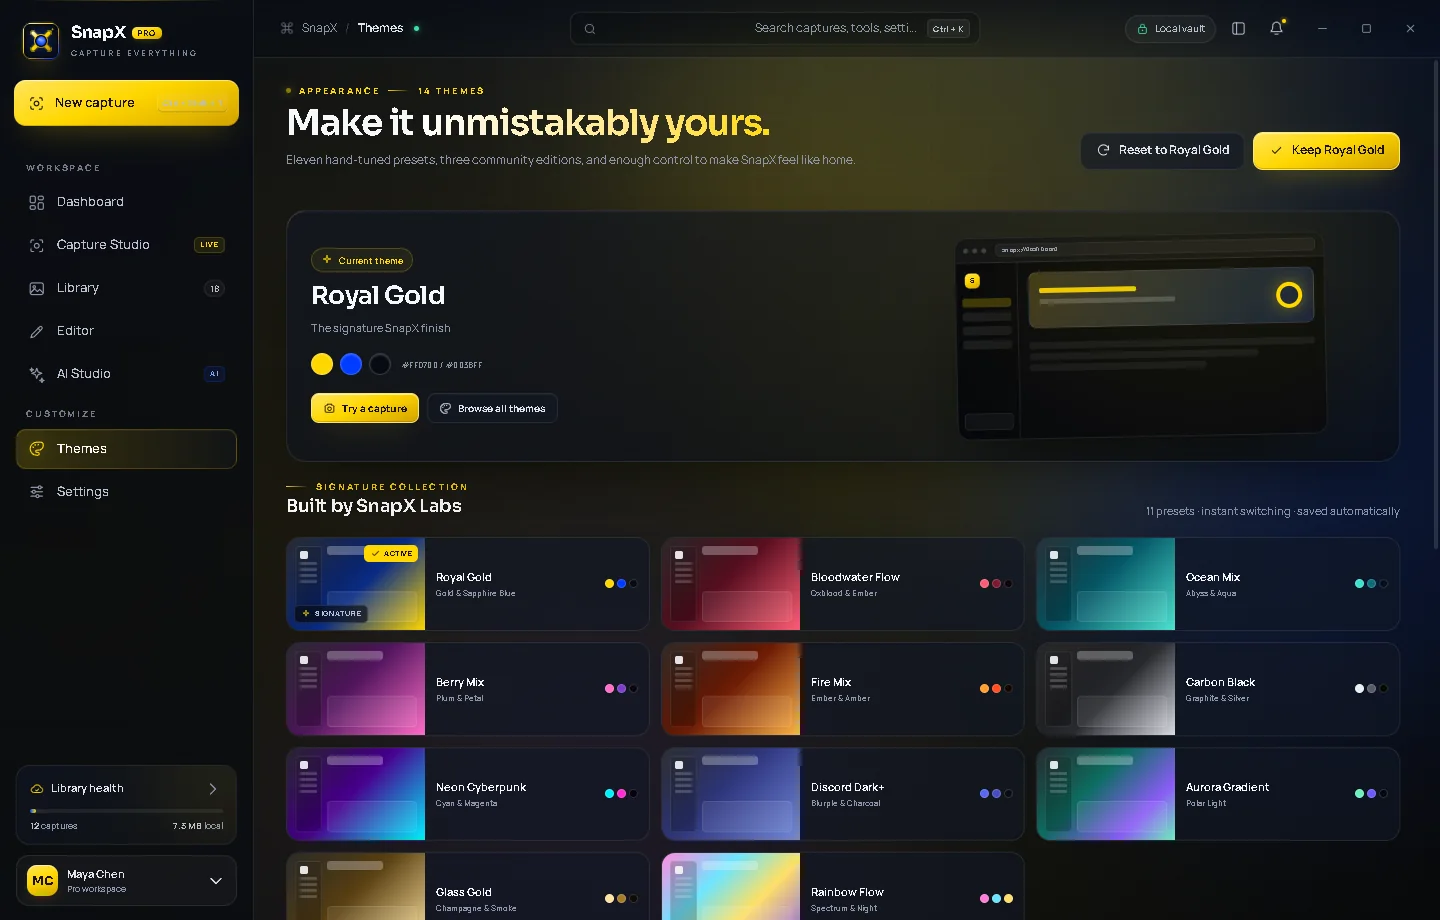 SnapX PRO
CAPTURE EVERYTHING
New capture
WORKSPACE
Dashboard
Capture Studio LIVE
Library 18
Editor
AI Studio AI
CUSTOMIZE
Themes
Settings
Library health
12 captures 7.3 MB local
MC Maya Chen
Pro workspace
SnapX / Themes
Search captures, tools, setti... Ctrl + K
Local vault
APPEARANCE 14 THEMES
Make it unmistakably yours.
Eleven hand-tuned presets, three community editions, and enough control to make SnapX feel like home.
Reset to Royal Gold
Keep Royal Gold
Current theme
Royal Gold
The signature SnapX finish
#FFD700 / #003BFF
Try a capture
Browse all themes
S
SIGNATURE COLLECTION
Built by SnapX Labs
11 presets · instant switching · saved automatically
ACTIVE
SIGNATURE
Royal Gold
Gold & Sapphire Blue
Bloodwater Flow
Oxblood & Ember
Ocean Mix
Abyss & Aqua
Berry Mix
Plum & Petal
Fire Mix
Ember & Amber
Carbon Black
Graphite & Silver
Neon Cyberpunk
Cyan & Magenta
Discord Dark+
Blurple & Charcoal
Aurora Gradient
Polar Light
Glass Gold
Champagne & Smoke
Rainbow Flow
Spectrum & Night